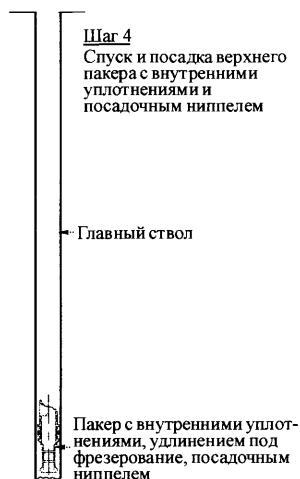 Шаг 4
Спуск и посадка верхнего
пакера с внутренними
уплотнениями и
посадочным ниппелем
Главный ствол
Пакер с внутренними уплот-
нениями, удлинением под
фрезерование, посадочным
ниппелем